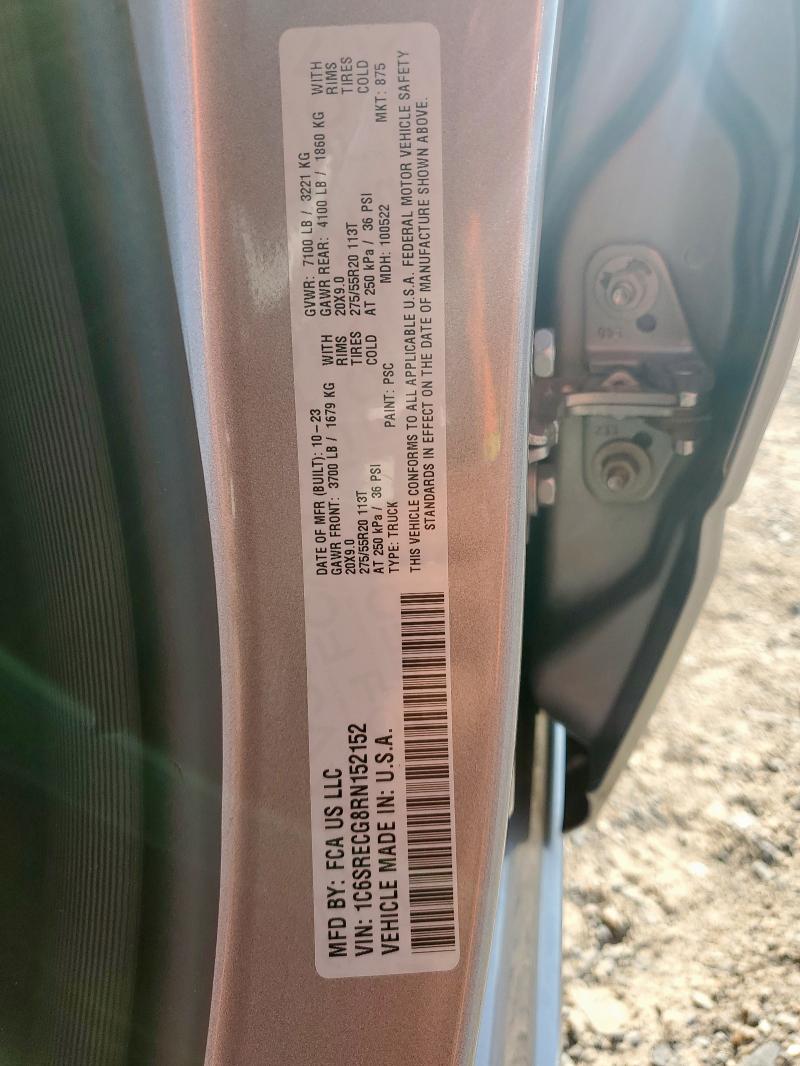 MFD BY: FCA US LLC
VIN: 1C6SRECG8RN152152
VEHICLE MADE IN: U.S.A.
DATE OF MFR (BUILT): 10-23
GVWR: 7100 LB / 3221 KG
GAWR FRONT: 3700 LB / 1679 KG WITH
GAWR REAR: 4100 LB / 1860 KG WITH
20X9.0 RIMS
20X9.0 RIMS
275/55R20 113T TIRES
275/55R20 113T TIRES
AT 250 kPa / 36 PSI COLD
AT 250 kPa / 36 PSI COLD
TYPE: TRUCK PAINT: PSC MDH: 100522 MKT: 875
THIS VEHICLE CONFORMS TO ALL APPLICABLE U.S.A. FEDERAL MOTOR VEHICLE SAFETY
STANDARDS IN EFFECT ON THE DATE OF MANUFACTURE SHOWN ABOVE.